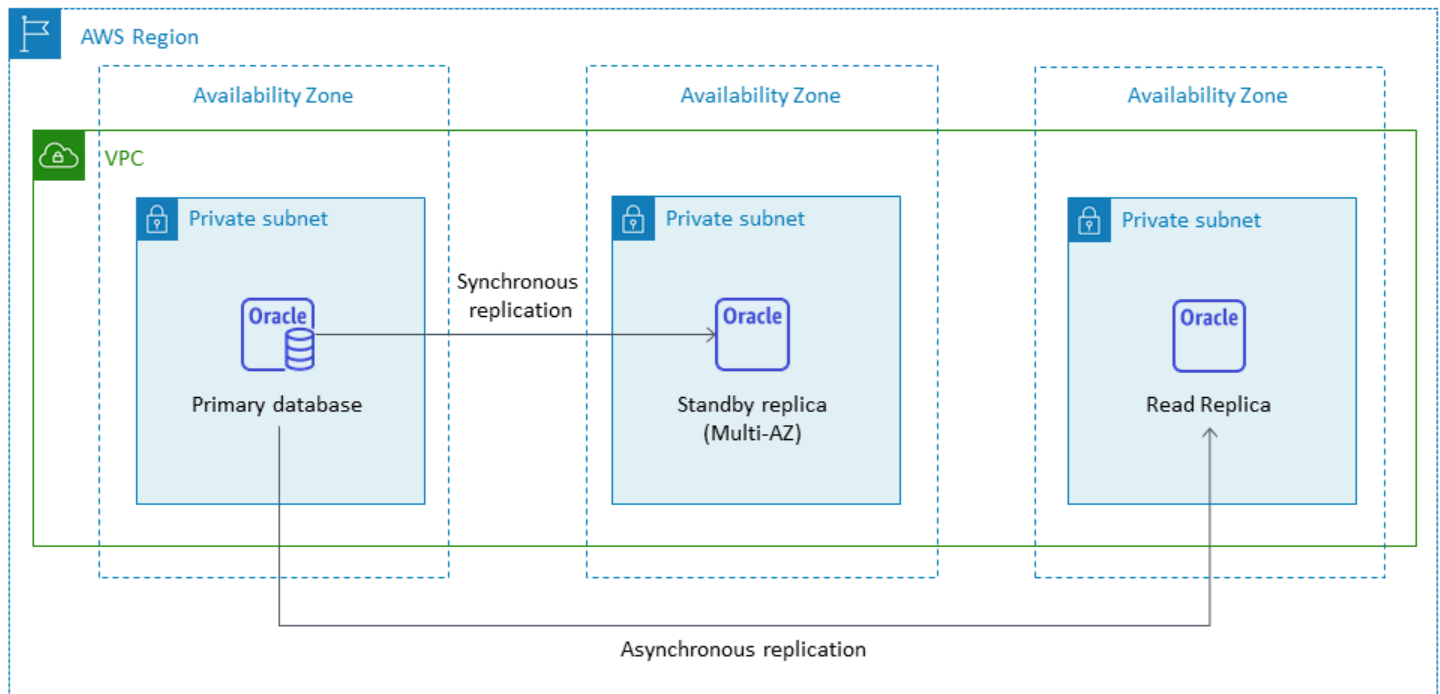 AWS Region
Availability Zone
Availability Zone
Availability Zone
VPC
Private subnet
Private subnet
Private subnet
Synchronous
replication
Oracle
Oracle
Oracle
Primary database
Standby replica
(Multi-AZ)
Read Replica
Asynchronous replication